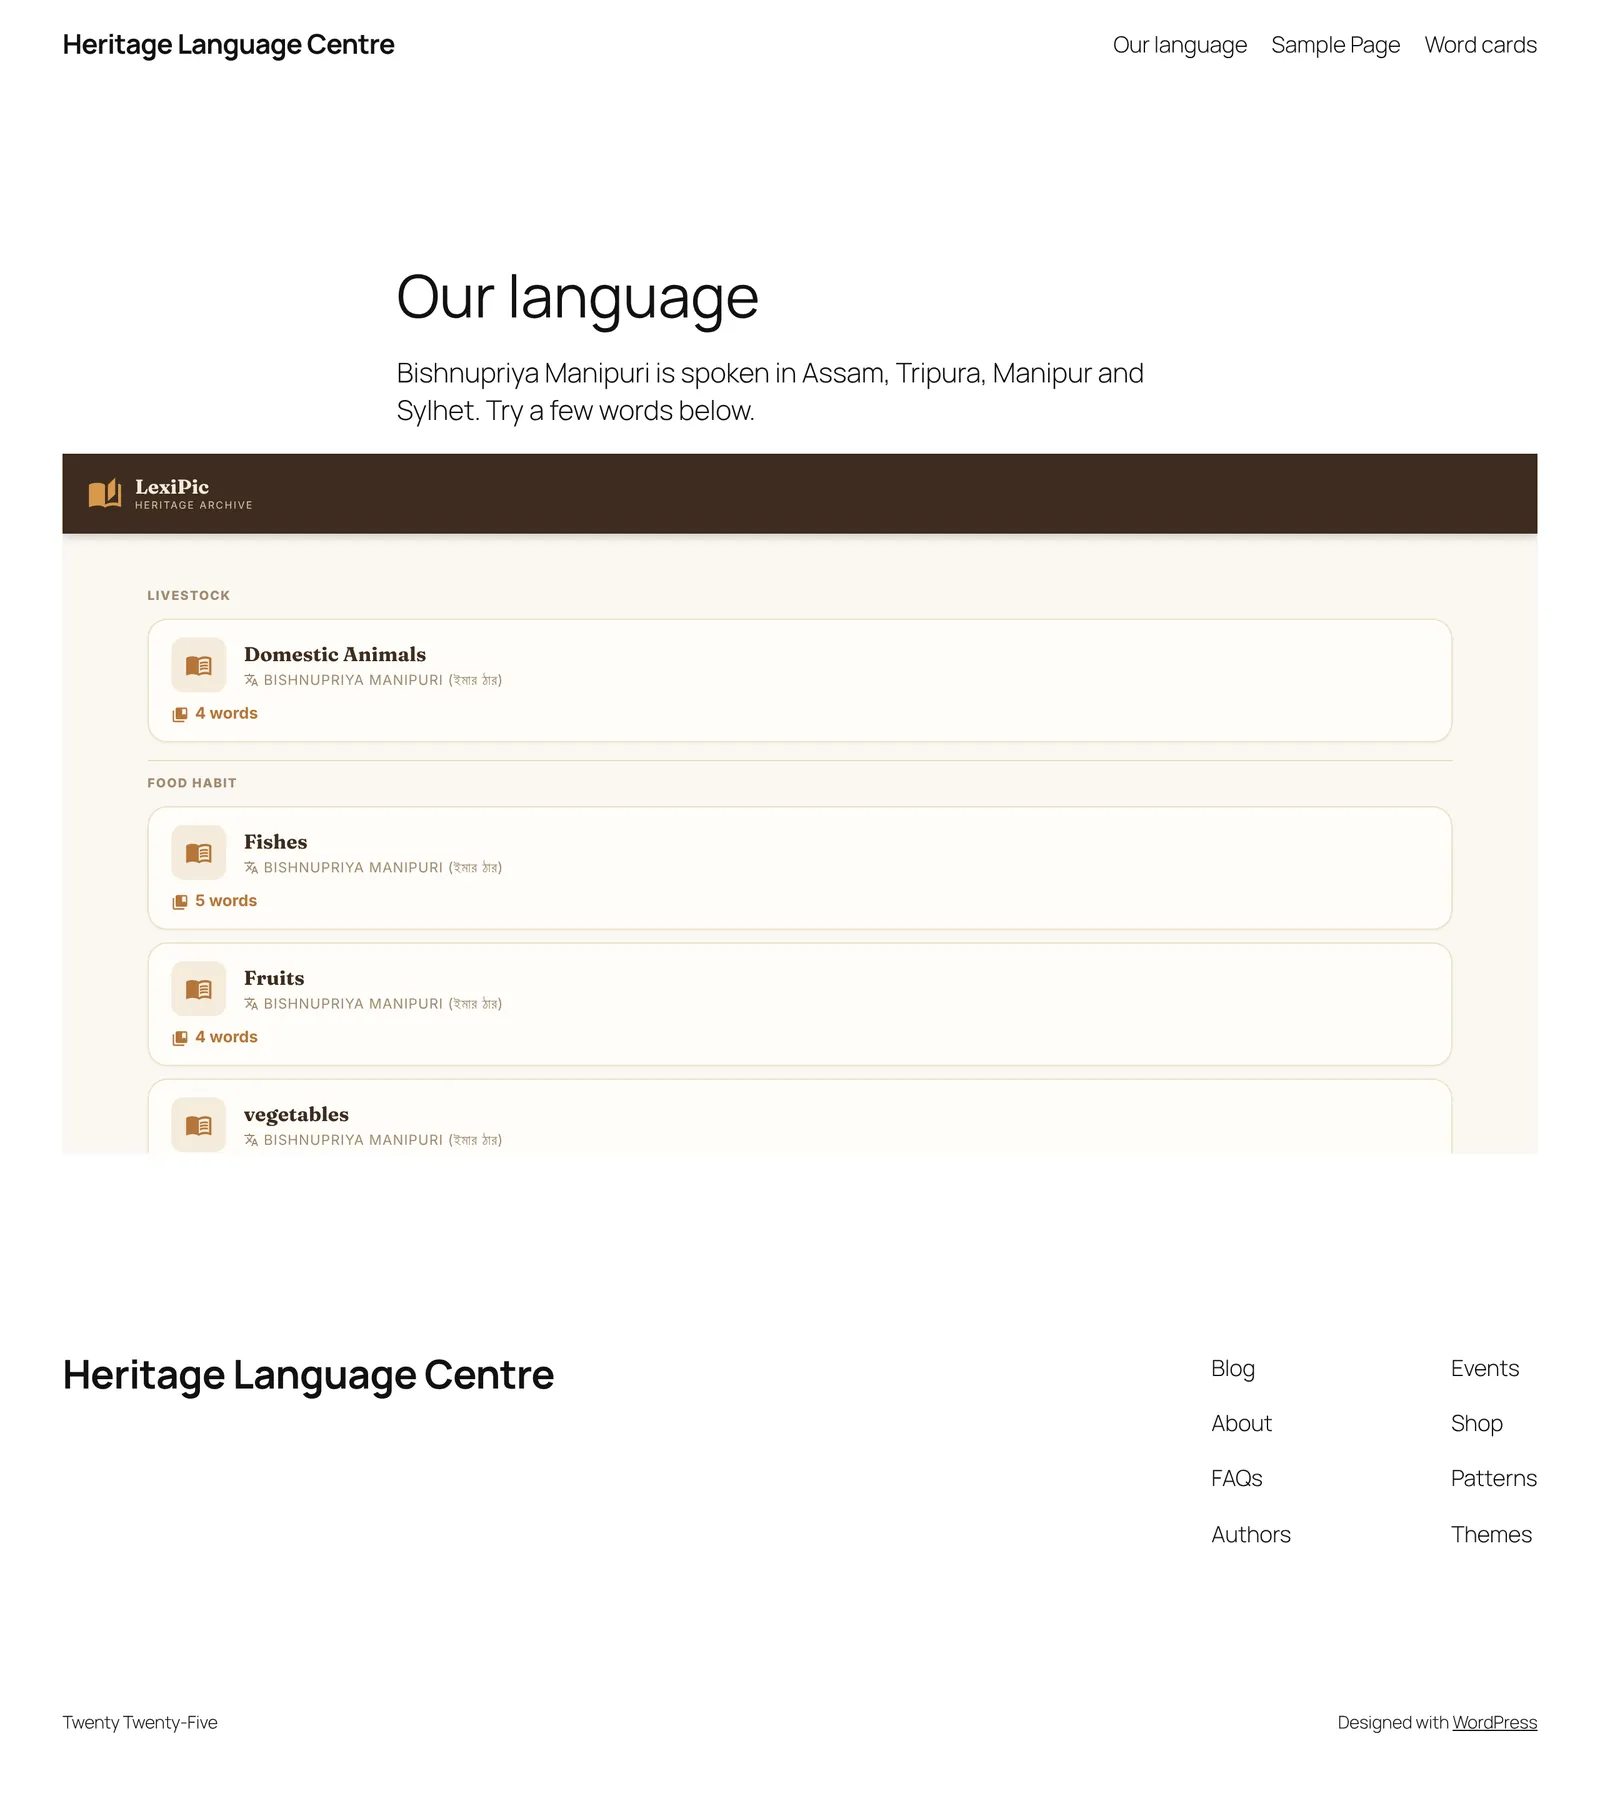 Heritage Language Centre
Our language Sample Page Word cards
Our language
Bishnupriya Manipuri is spoken in Assam, Tripura, Manipur and
Sylhet. Try a few words below.
LexiPic
HERITAGE ARCHIVE
LIVESTOCK
Domestic Animals
BISHNUPRIYA MANIPURI (ইমার ঠার)
4 words
FOOD HABIT
Fishes
BISHNUPRIYA MANIPURI (ইমার ঠার)
5 words
Fruits
BISHNUPRIYA MANIPURI (ইমার ঠার)
4 words
vegetables
BISHNUPRIYA MANIPURI (ইমার ঠার)
Heritage Language Centre
Blog
About
FAQs
Authors
Events
Shop
Patterns
Themes
Twenty Twenty-Five
Designed with WordPress